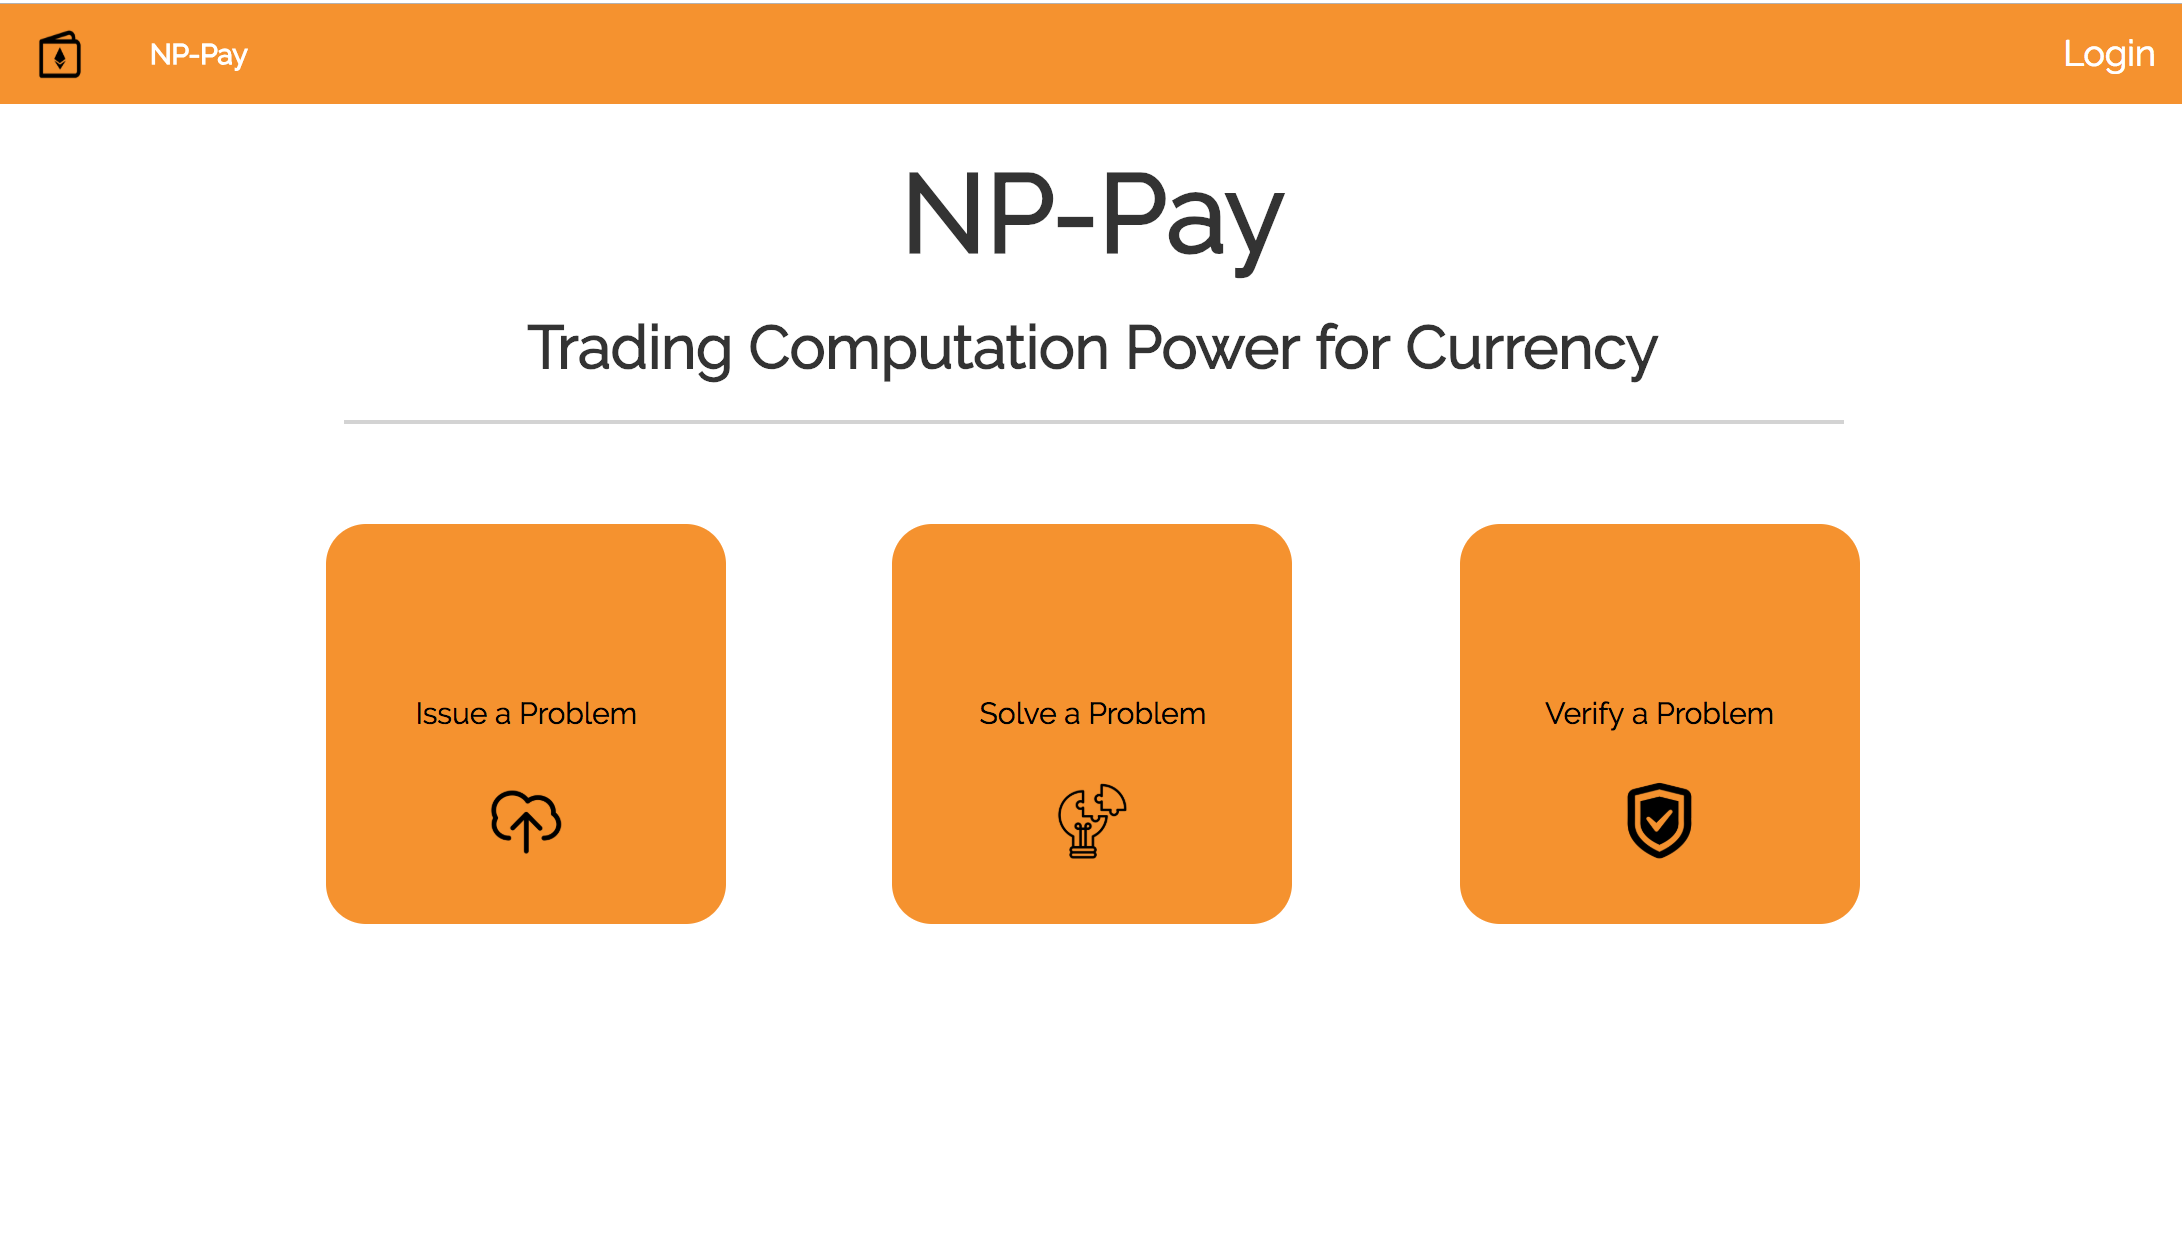 NP-Pay
Login
NP-Pay
Trading Computation Power for Currency
Issue a Problem
Solve a Problem
Verify a Problem